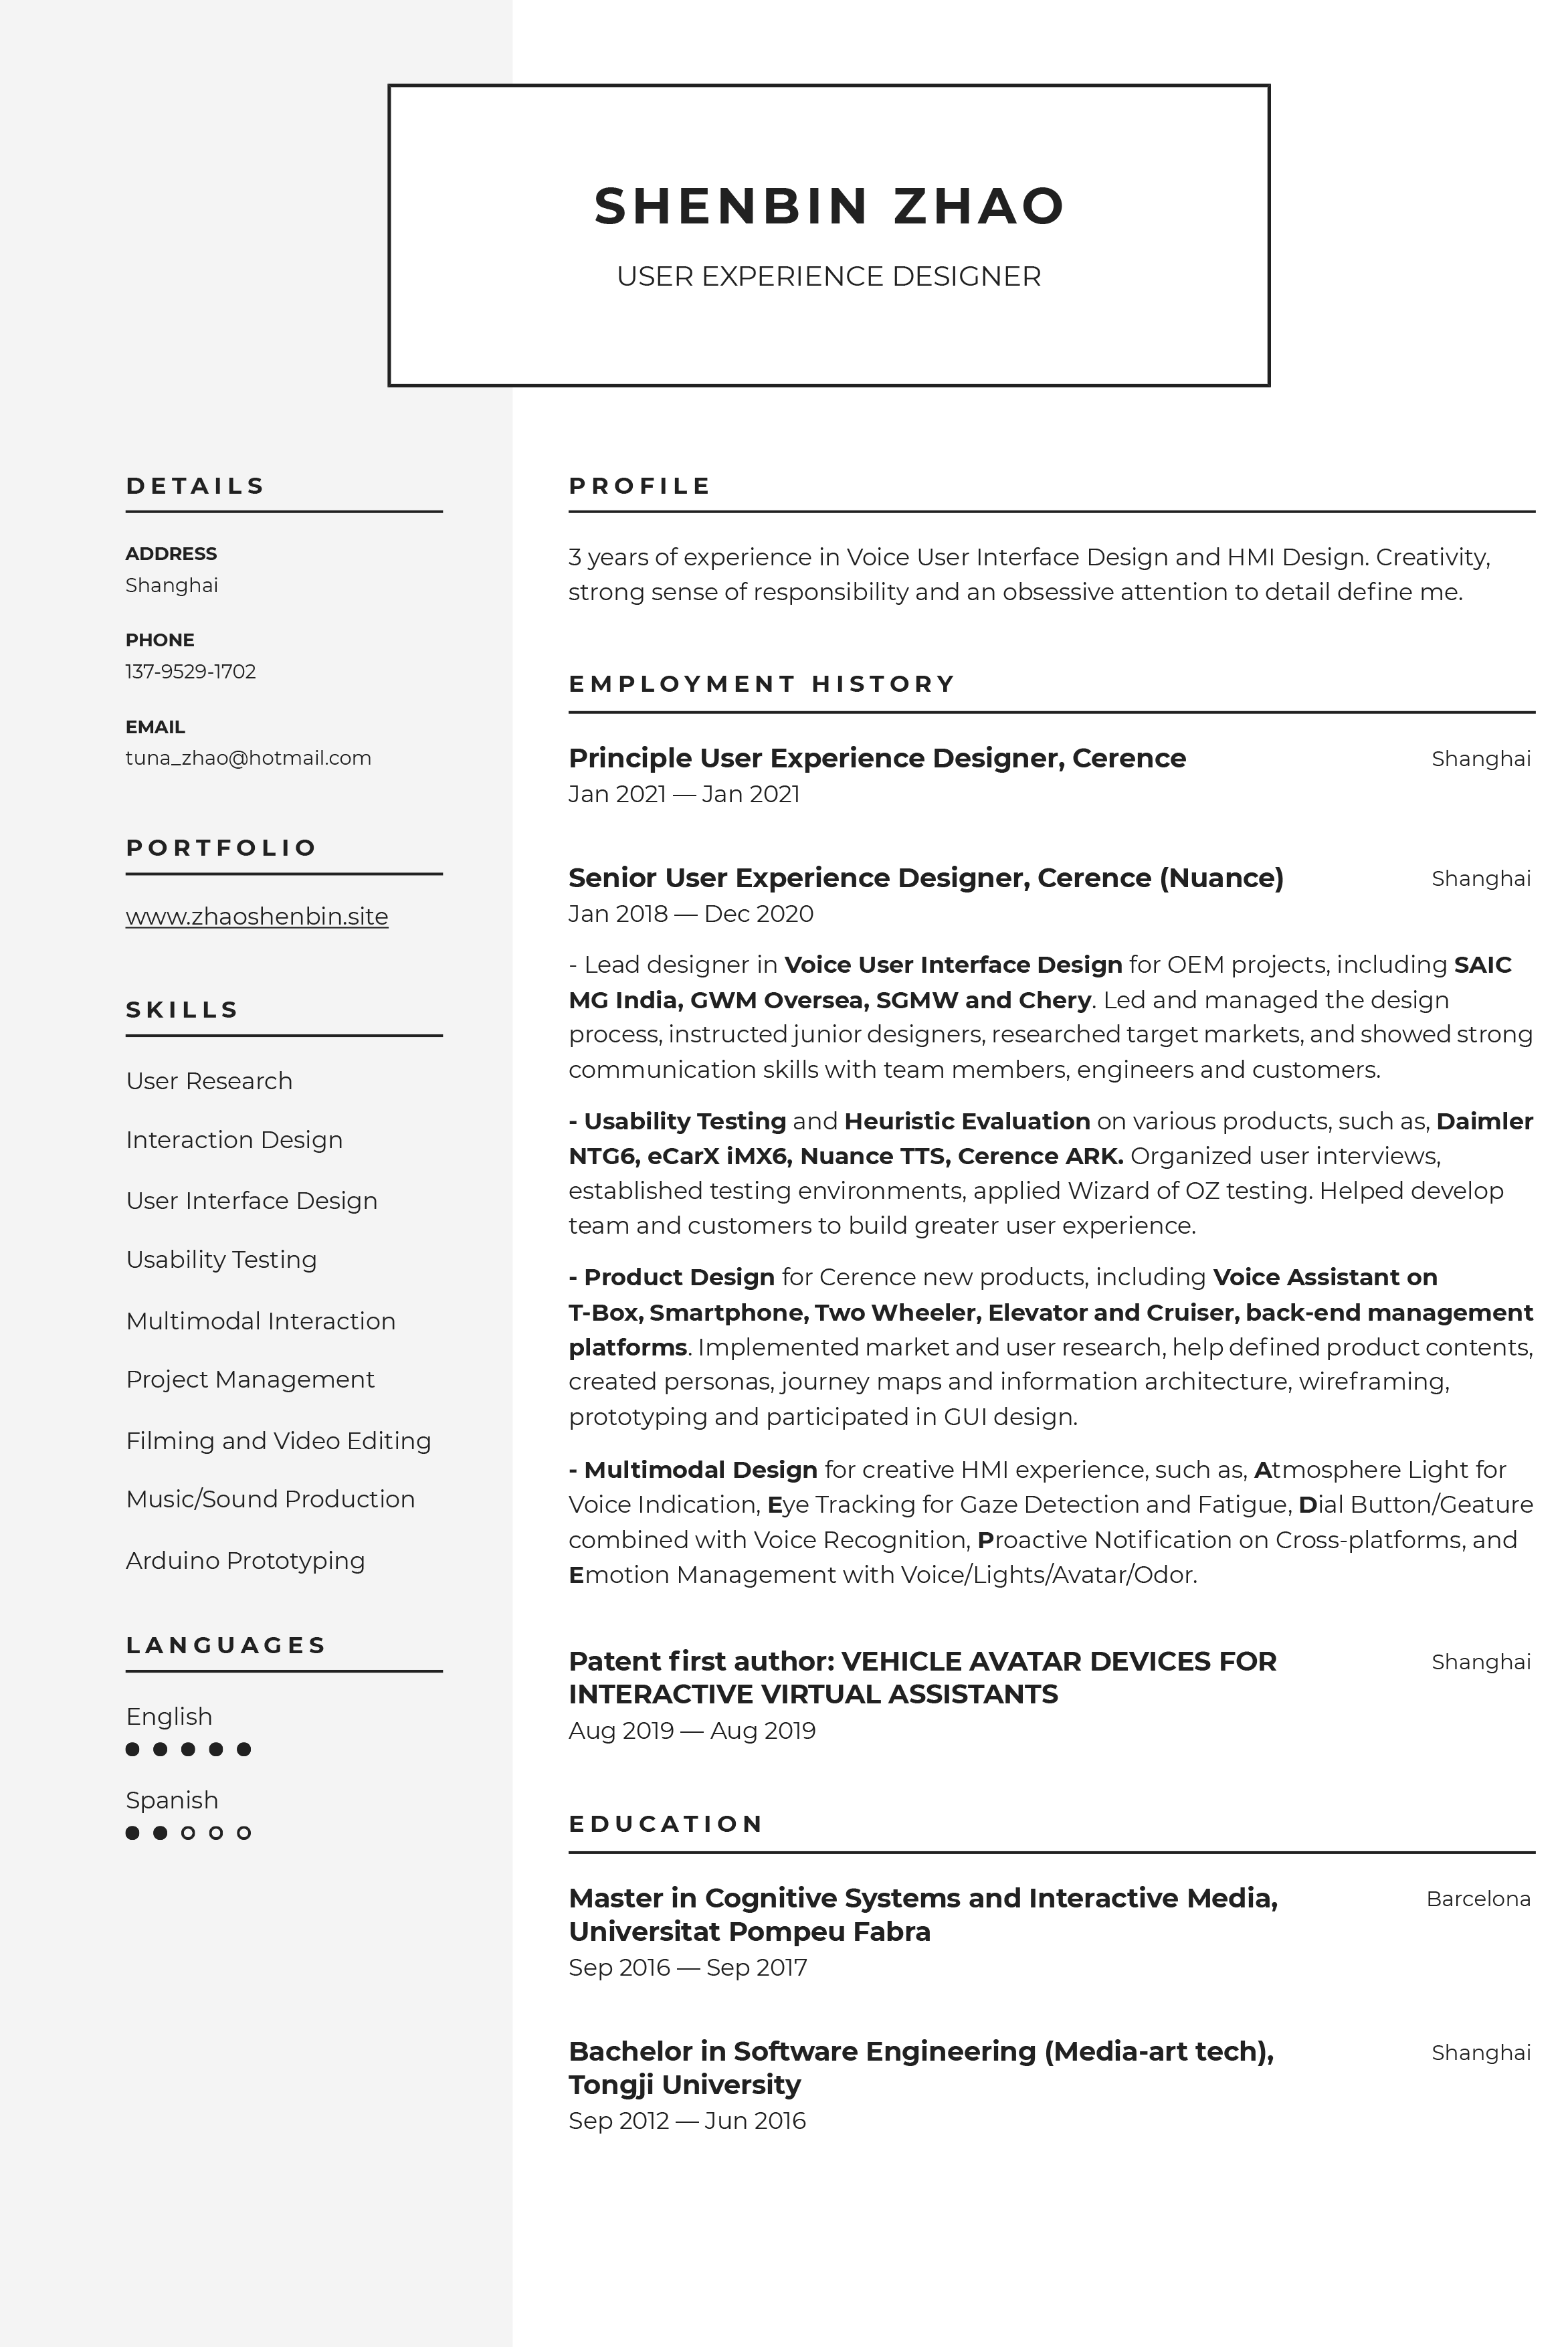 SHENBIN ZHAO
USER EXPERIENCE DESIGNER
DETAILS
ADDRESS
Shanghai
PHONE
137-9529-1702
EMAIL
tuna_zhao@hotmail.com
PORTFOLIO
www.zhaoshenbin.site
SKILLS
User Research
Interaction Design
User Interface Design
Usability Testing
Multimodal Interaction
Project Management
Filming and Video Editing
Music/Sound Production
Arduino Prototyping
LANGUAGES
English
Spanish
PROFILE
3 years of experience in Voice User Interface Design and HMI Design. Creativity,
strong sense of responsibility and an obsessive attention to detail define me.
EMPLOYMENT HISTORY
Principle User Experience Designer, Cerence
Shanghai
Jan 2021 — Jan 2021
Senior User Experience Designer, Cerence (Nuance)
Shanghai
Jan 2018 — Dec 2020
- Lead designer in Voice User Interface Design for OEM projects, including SAIC
MG India, GWM Oversea, SGMW and Chery. Led and managed the design
process, instructed junior designers, researched target markets, and showed strong
communication skills with team members, engineers and customers.
- Usability Testing and Heuristic Evaluation on various products, such as, Daimler
NTG6, eCarX iMX6, Nuance TTS, Cerence ARK. Organized user interviews,
established testing environments, applied Wizard of OZ testing. Helped develop
team and customers to build greater user experience.
- Product Design for Cerence new products, including Voice Assistant on
T-Box, Smartphone, Two Wheeler, Elevator and Cruiser, back-end management
platforms. Implemented market and user research, help defined product contents,
created personas, journey maps and information architecture, wireframing,
prototyping and participated in GUI design.
- Multimodal Design for creative HMI experience, such as, Atmosphere Light for
Voice Indication, Eye Tracking for Gaze Detection and Fatigue, Dial Button/Geature
combined with Voice Recognition, Proactive Notification on Cross-platforms, and
Emotion Management with Voice/Lights/Avatar/Odor.
Patent first author: VEHICLE AVATAR DEVICES FOR
INTERACTIVE VIRTUAL ASSISTANTS
Shanghai
Aug 2019 — Aug 2019
EDUCATION
Master in Cognitive Systems and Interactive Media,
Universitat Pompeu Fabra
Barcelona
Sep 2016 — Sep 2017
Bachelor in Software Engineering (Media-art tech),
Tongji University
Shanghai
Sep 2012 — Jun 2016